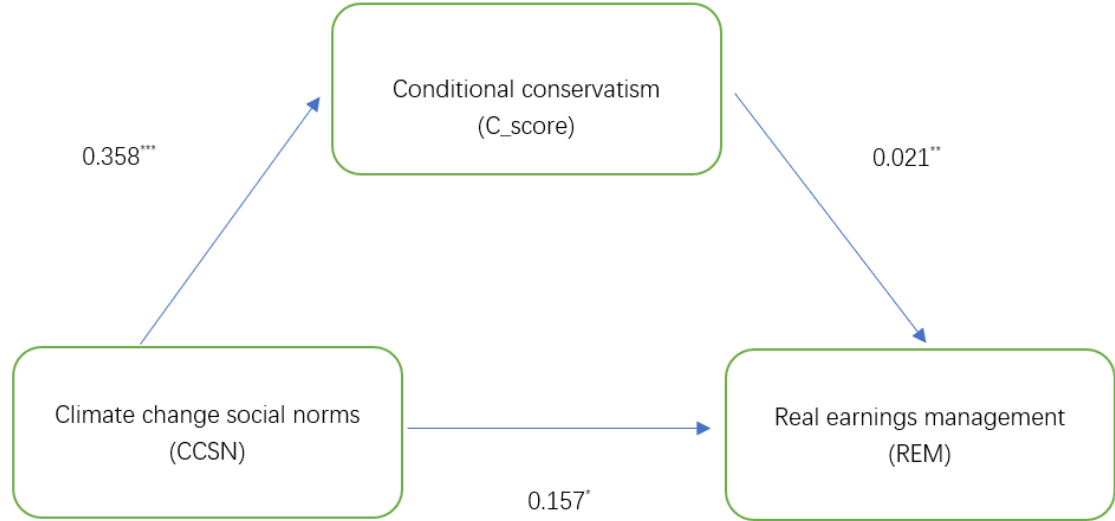 Conditional conservatism
(C_score)
0.358***
0.021**
Climate change social norms
(CCSN)
Real earnings management
(REM)
0.157*